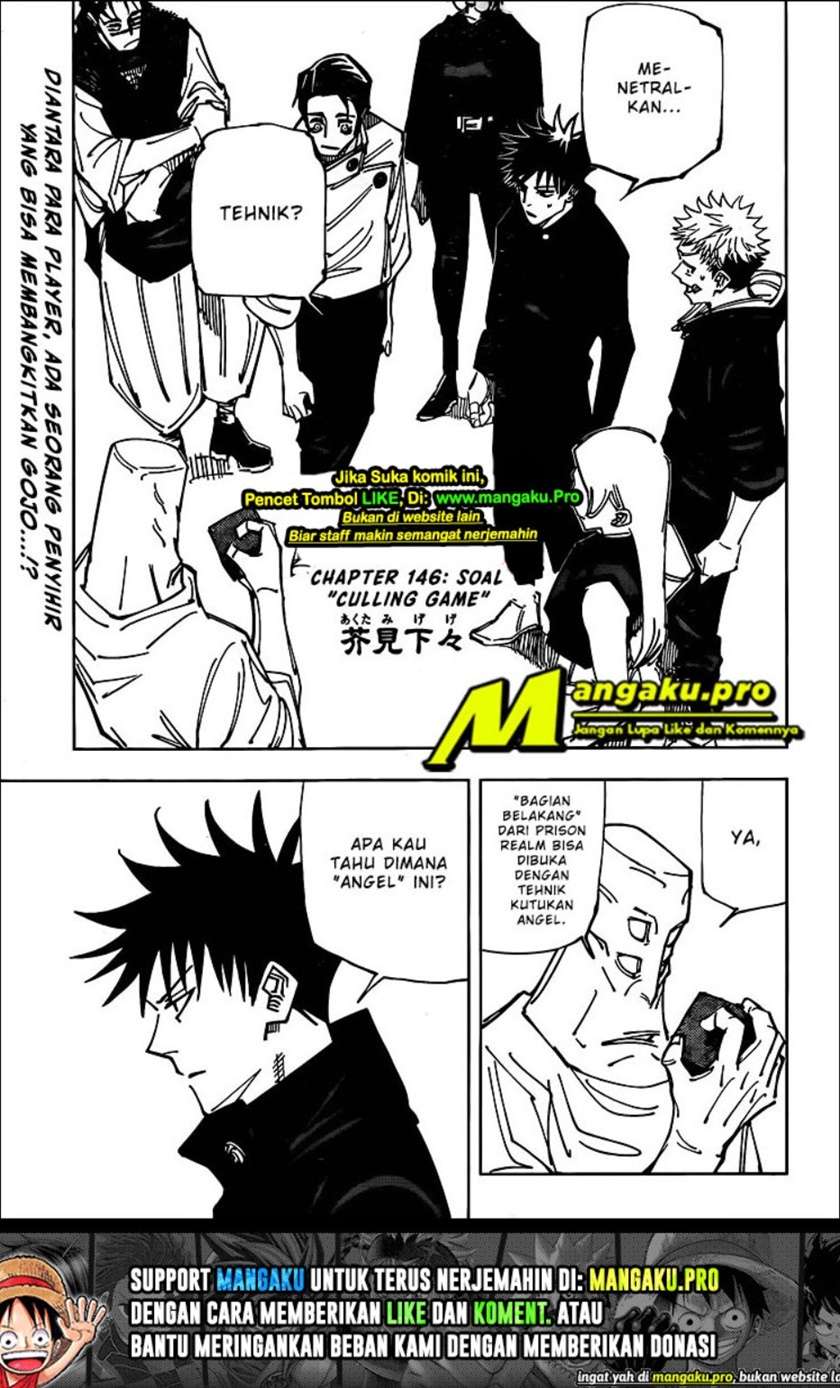 ME-
NETRAL-
KAN...
TEHNIK?
DIANTARA PARA PLAYER, ADA SEORANG PENYIHIR
YANG BISA MEMBANGKITKAN GOJO....!?
Jika Suka komik ini,
Pencet Tombol LIKE, Di: www.mangaku.Pro
Bukan di website lain
Biar staff makin semangat nerjemahin
CHAPTER 146: SOAL
"CULLING GAME"
あくたみげげ
芥見下々
Mangaku.pro
Jangan Lupa Like dan Komennya
YA,
"BAGIAN
BELAKANG"
DARI PRISON
REALM BISA
DIBUKA
DENGAN
TEHNIK
KUTUKAN
ANGEL.
APA KAU
TAHU DIMANA
"ANGEL" INI?
SUPPORT MANGAKU UNTUK TERUS NERJEMAHIN DI: MANGAKU.PRO
DENGAN CARA MEMBERIKAN LIKE DAN KOMENT. ATAU
BANTU MERINGANKAN BEBAN KAMI DENGAN MEMBERIKAN DONASI
ingat yah di mangaku.pro, bukan website la